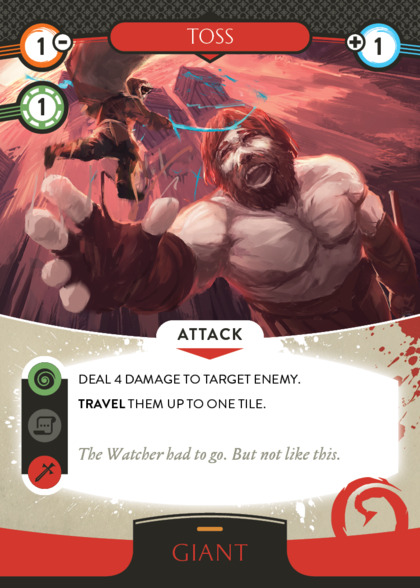 TOSS
1 -
+ 1
1
ATTACK
DEAL 4 DAMAGE TO TARGET ENEMY.
TRAVEL THEM UP TO ONE TILE.
The Watcher had to go. But not like this.
GIANT